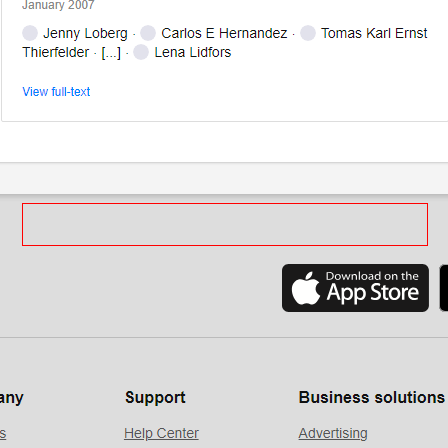 January 2007
Jenny Loberg · Carlos E Hernandez · Tomas Karl Ernst
Thierfelder · [...] · Lena Lidfors
View full-text
Download on the
App Store
any
Support
Business solutions
s
Help Center
Advertising